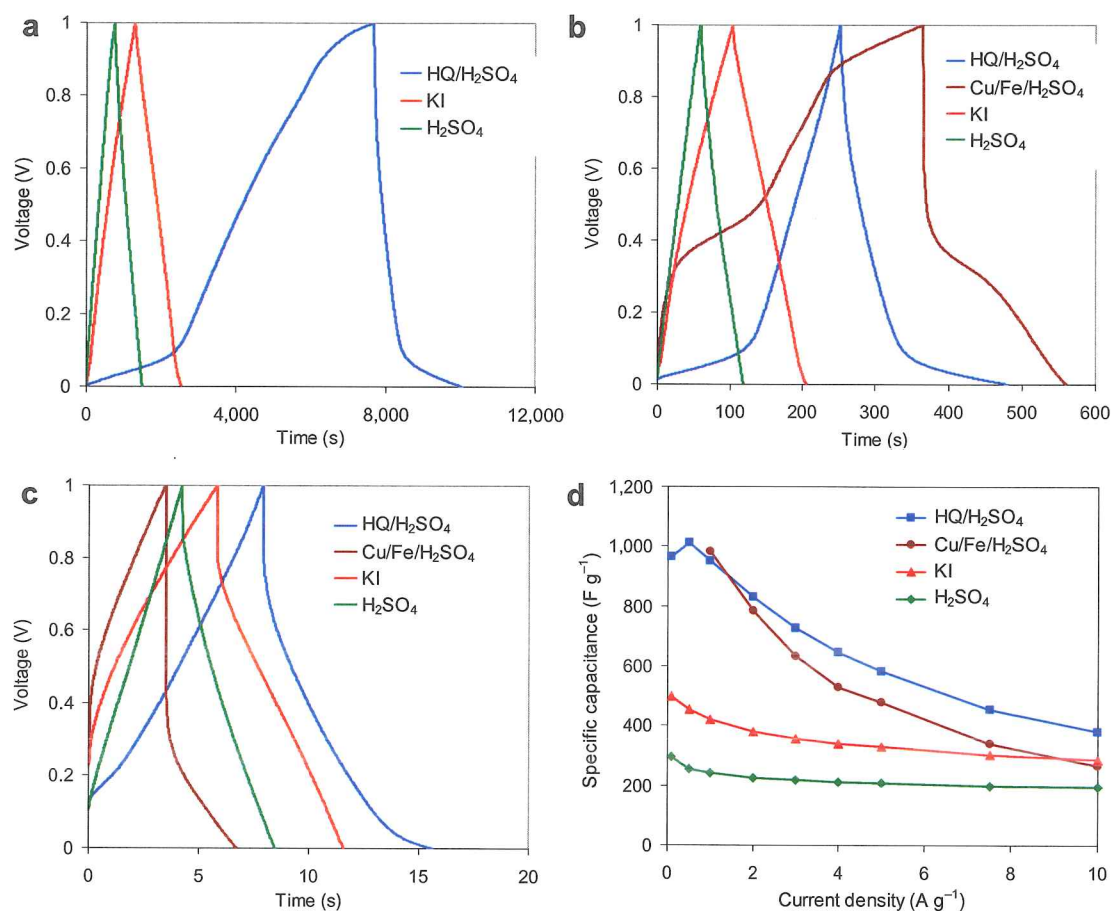 a
1
0.8
0.6
0.4
0.2
0
Voltage (V)
HQ/H₂SO₄
KI
H₂SO₄
0
4,000
8,000
12,000
Time (s)
b
1
0.8
0.6
0.4
0.2
0
Voltage (V)
HQ/H₂SO₄
Cu/Fe/H₂SO₄
KI
H₂SO₄
0
100
200
300
400
500
600
Time (s)
c
1
0.8
0.6
0.4
0.2
0
Voltage (V)
HQ/H₂SO₄
Cu/Fe/H₂SO₄
KI
H₂SO₄
0
5
10
15
20
Time (s)
d
1,200
1,000
800
600
400
200
0
Specific capacitance (F g⁻¹)
HQ/H₂SO₄
Cu/Fe/H₂SO₄
KI
H₂SO₄
0
2
4
6
8
10
Current density (A g⁻¹)